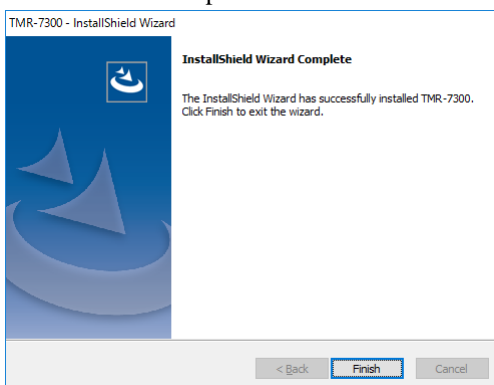 TMR-7300 - InstallShield Wizard
InstallShield Wizard Complete
The InstallShield Wizard has successfully installed TMR-7300.
Click Finish to exit the wizard.
< Back
Finish
Cancel